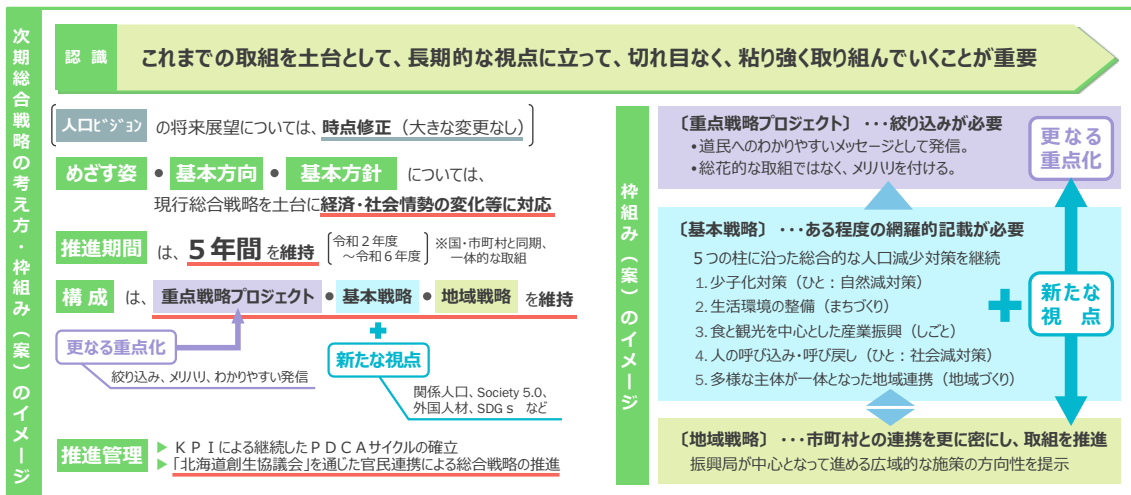 次期総合戦略の考え方・枠組み(案)のイメージ
認 識
これまでの取組を土台として、長期的な視点に立って、切れ目なく、粘り強く取り組んでいくことが重要
人口ビジョン の将来展望については、時点修正（大きな変更なし）
めざす姿 ● 基本方向 ● 基本方針 については、
現行総合戦略を土台に経済・社会情勢の変化等に対応
推進期間 は、５年間を維持
令和２年度
～令和６年度
※国・市町村と同期、
一体的な取組
構 成 は、 重点戦略プロジェクト ● 基本戦略 ● 地域戦略 を維持
更なる重点化
絞り込み、メリハリ、わかりやすい発信
新たな視点
関係人口、Society 5.0、
外国人材、SDGｓ など
推進管理
▶ ＫＰＩによる継続したＰＤＣＡサイクルの確立
▶ 「北海道創生協議会」を通じた官民連携による総合戦略の推進
枠組み(案)のイメージ
〔重点戦略プロジェクト〕 ・・・絞り込みが必要
•道民へのわかりやすいメッセージとして発信。
•総花的な取組ではなく、メリハリを付ける。
更なる
重点化
〔基本戦略〕 ・・・ある程度の網羅的記載が必要
５つの柱に沿った総合的な人口減少対策を継続
1. 少子化対策（ひと：自然減対策）
2. 生活環境の整備（まちづくり）
3. 食と観光を中心とした産業振興（しごと）
4. 人の呼び込み・呼び戻し（ひと：社会減対策）
5. 多様な主体が一体となった地域連携（地域づくり）
新たな
視 点
〔地域戦略〕 ・・・市町村との連携を更に密にし、取組を推進
振興局が中心となって進める広域的な施策の方向性を提示